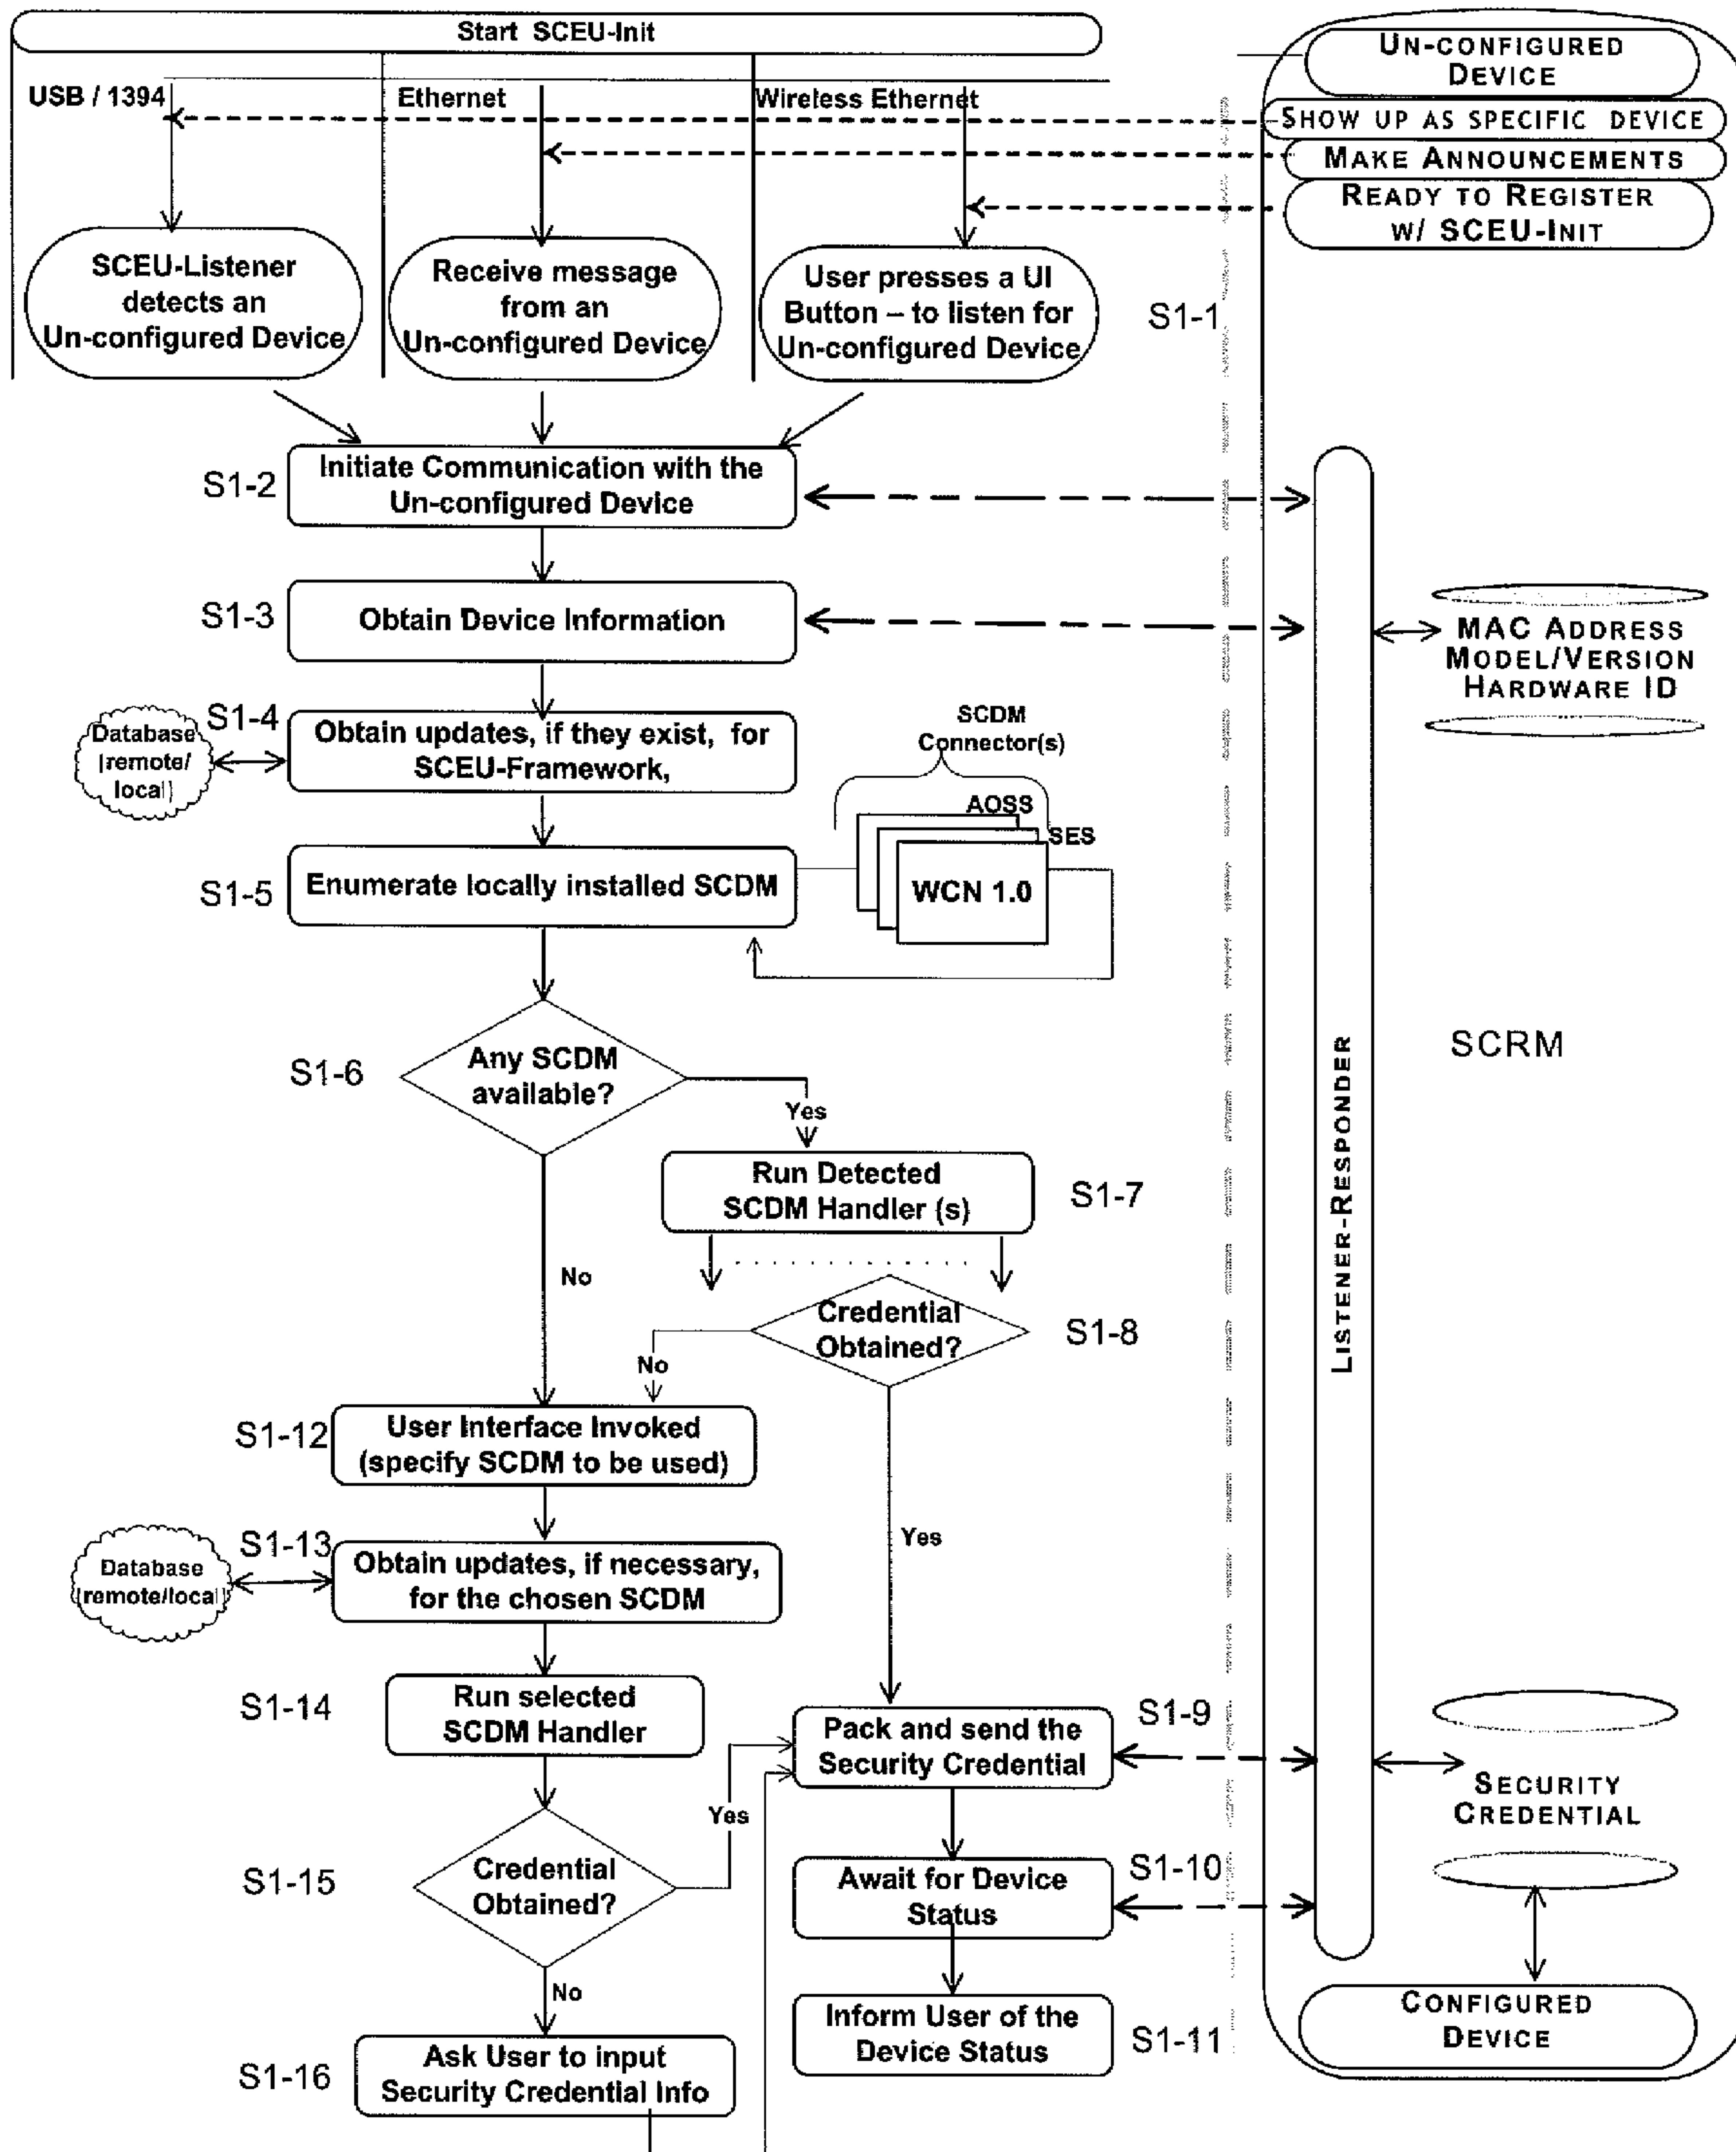 Start SCEU-Init
UN-CONFIGURED
DEVICE
USB / 1394
Ethernet
Wireless Ethernet
SHOW UP AS SPECIFIC DEVICE
MAKE ANNOUNCEMENTS
READY TO REGISTER
W/ SCEU-INIT
SCEU-Listener
detects an
Un-configured Device
Receive message
from an
Un-configured Device
User presses a UI
Button – to listen for
Un-configured Device
S1-1
S1-2
Initiate Communication with the
Un-configured Device
S1-3
Obtain Device Information
MAC ADDRESS
MODEL/VERSION
HARDWARE ID
S1-4
Database
[remote/
local]
Obtain updates, if they exist, for
SCEU-Framework,
SCDM
Connector(s)
AOSS
SES
WCN 1.0
S1-5
Enumerate locally installed SCDM
S1-6
Any SCDM
available?
Yes
SCRM
LISTENER-RESPONDER
Run Detected
SCDM Handler (s)
S1-7
No
Credential
Obtained?
S1-8
No
S1-12
User Interface Invoked
(specify SCDM to be used)
Yes
S1-13
Database
[remote/local]
Obtain updates, if necessary,
for the chosen SCDM
S1-14
Run selected
SCDM Handler
Pack and send the
Security Credential
S1-9
SECURITY
CREDENTIAL
Yes
S1-15
Credential
Obtained?
Await for Device
Status
S1-10
No
Inform User of the
Device Status
S1-11
CONFIGURED
DEVICE
S1-16
Ask User to input
Security Credential Info